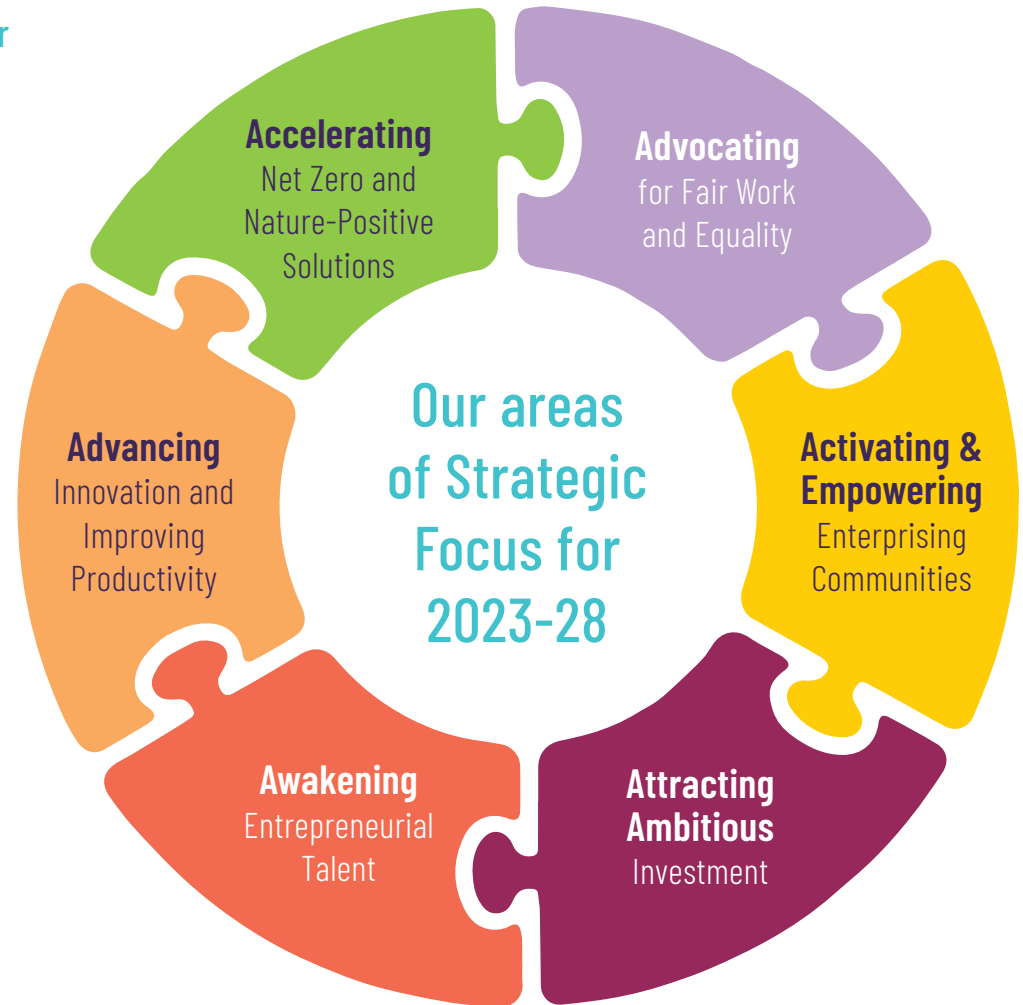 r
Accelerating
Net Zero and
Nature-Positive
Solutions
Advocating
for Fair Work
and Equality
Advancing
Innovation and
Improving
Productivity
Our areas
of Strategic
Focus for
2023-28
Activating &
Empowering
Enterprising
Communities
Awakening
Entrepreneurial
Talent
Attracting
Ambitious
Investment